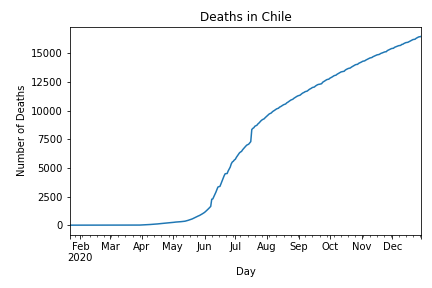 Deaths in Chile
Number of Deaths
15000
12500
10000
7500
5000
2500
0
Feb Mar Apr May Jun Jul Aug Sep Oct Nov Dec
2020
Day